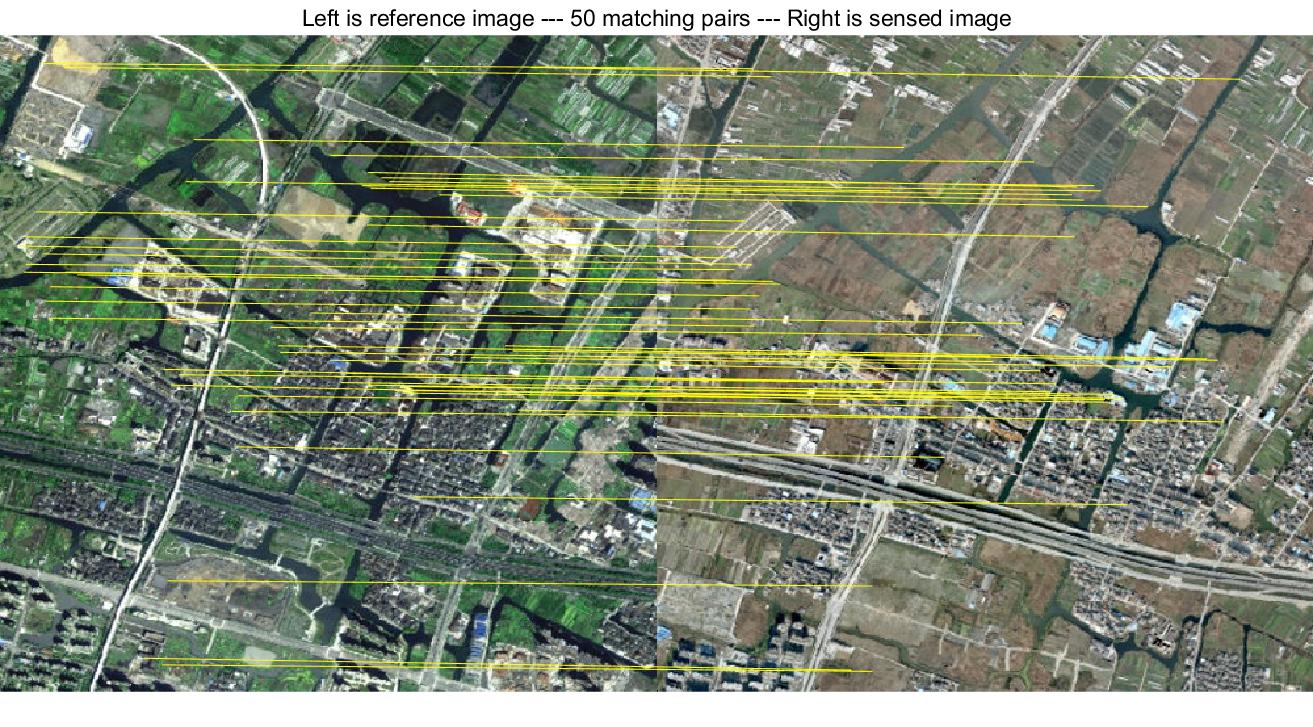 Left is reference image --- 50 matching pairs --- Right is sensed image